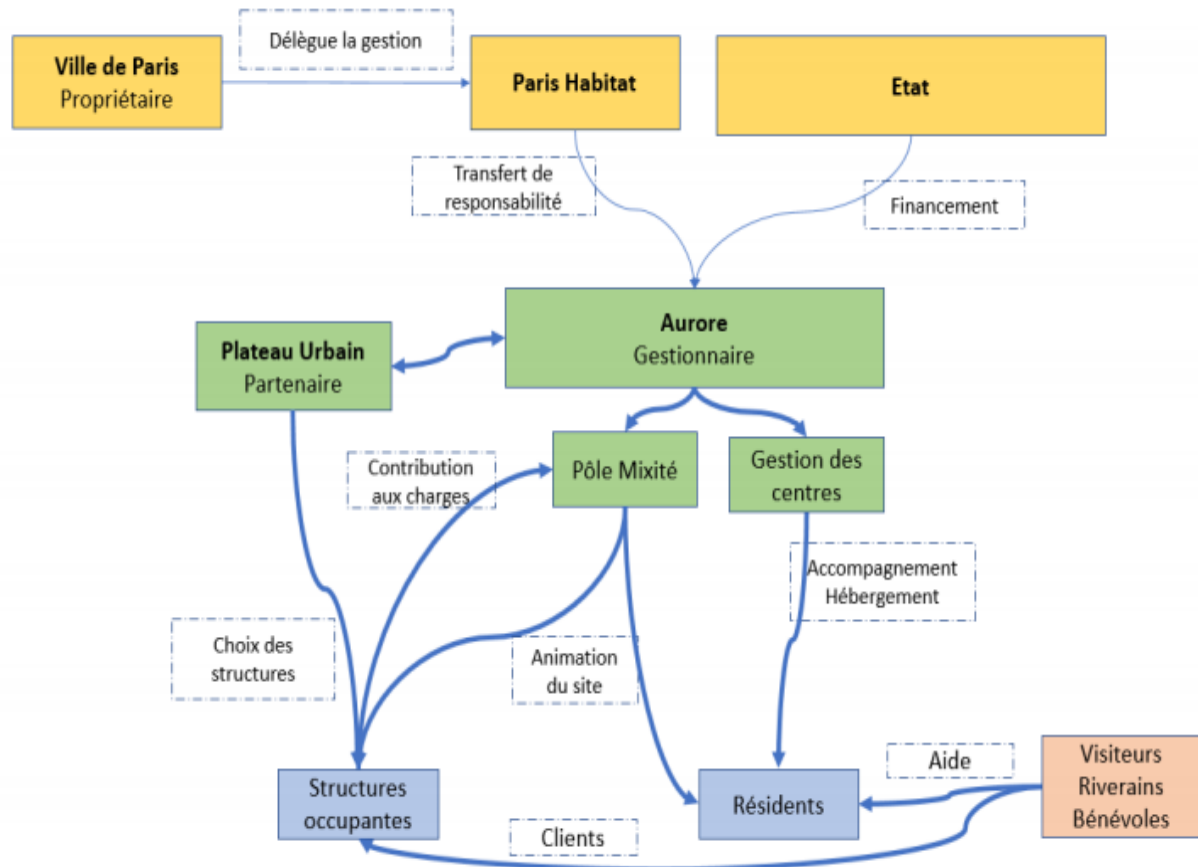 Délègue la gestion
Ville de Paris
Propriétaire
Paris Habitat
Etat
Transfert de
responsabilité
Financement
Aurore
Gestionnaire
Plateau Urbain
Partenaire
Contribution
aux charges
Pôle Mixité
Gestion des
centres
Accompagnement
Hébergement
Choix des
structures
Animation
du site
Structures
occupantes
Résidents
Aide
Visiteurs
Riverains
Bénévoles
Clients